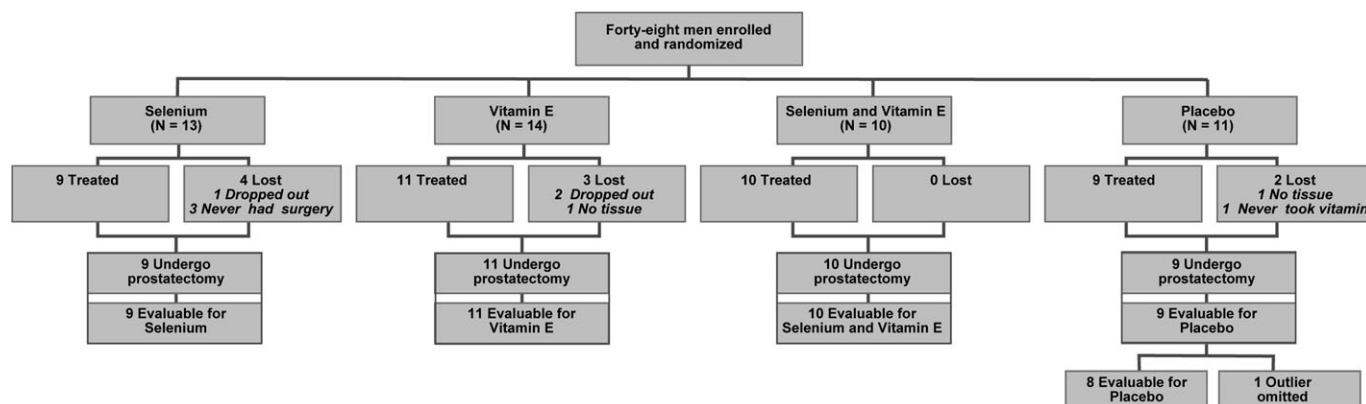 Forty-eight men enrolled
and randomized
Selenium
(N = 13)
Vitamin E
(N = 14)
Selenium and Vitamin E
(N = 10)
Placebo
(N = 11)
9 Treated
4 Lost
1 Dropped out
3 Never had surgery
11 Treated
3 Lost
2 Dropped out
1 No tissue
10 Treated
0 Lost
9 Treated
2 Lost
1 No tissue
1 Never took vitamin
9 Undergo
prostatectomy
11 Undergo
prostatectomy
10 Undergo
prostatectomy
9 Undergo
prostatectomy
9 Evaluable for
Selenium
11 Evaluable for
Vitamin E
10 Evaluable for
Selenium and Vitamin E
9 Evaluable for
Placebo
8 Evaluable for
Placebo
1 Outlier
omitted